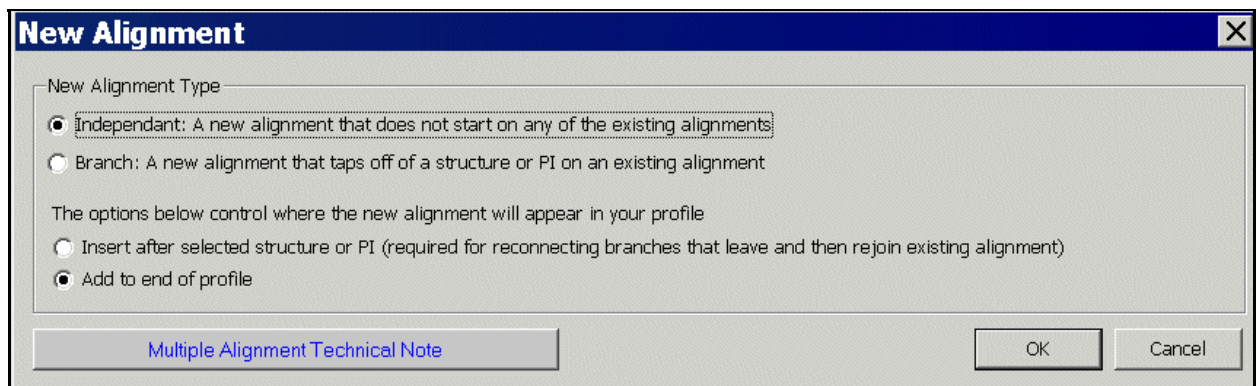 New Alignment
New Alignment Type
Independant: A new alignment that does not start on any of the existing alignments
Branch: A new alignment that taps off of a structure or PI on an existing alignment
The options below control where the new alignment will appear in your profile
Insert after selected structure or PI (required for reconnecting branches that leave and then rejoin existing alignment)
Add to end of profile
Multiple Alignment Technical Note
OK
Cancel